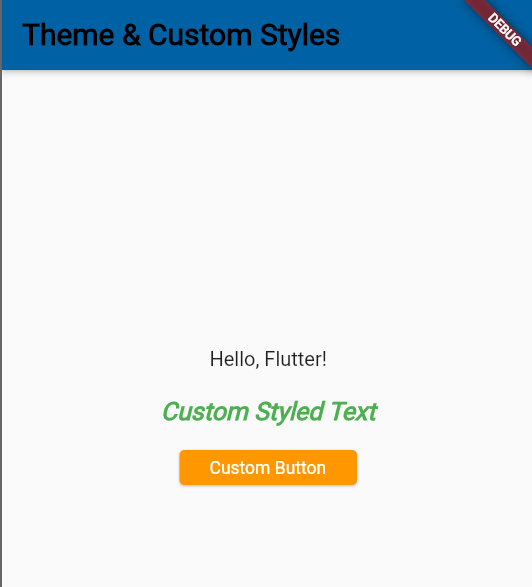 Theme & Custom Styles
DEBUG
Hello, Flutter!
Custom Styled Text
Custom Button